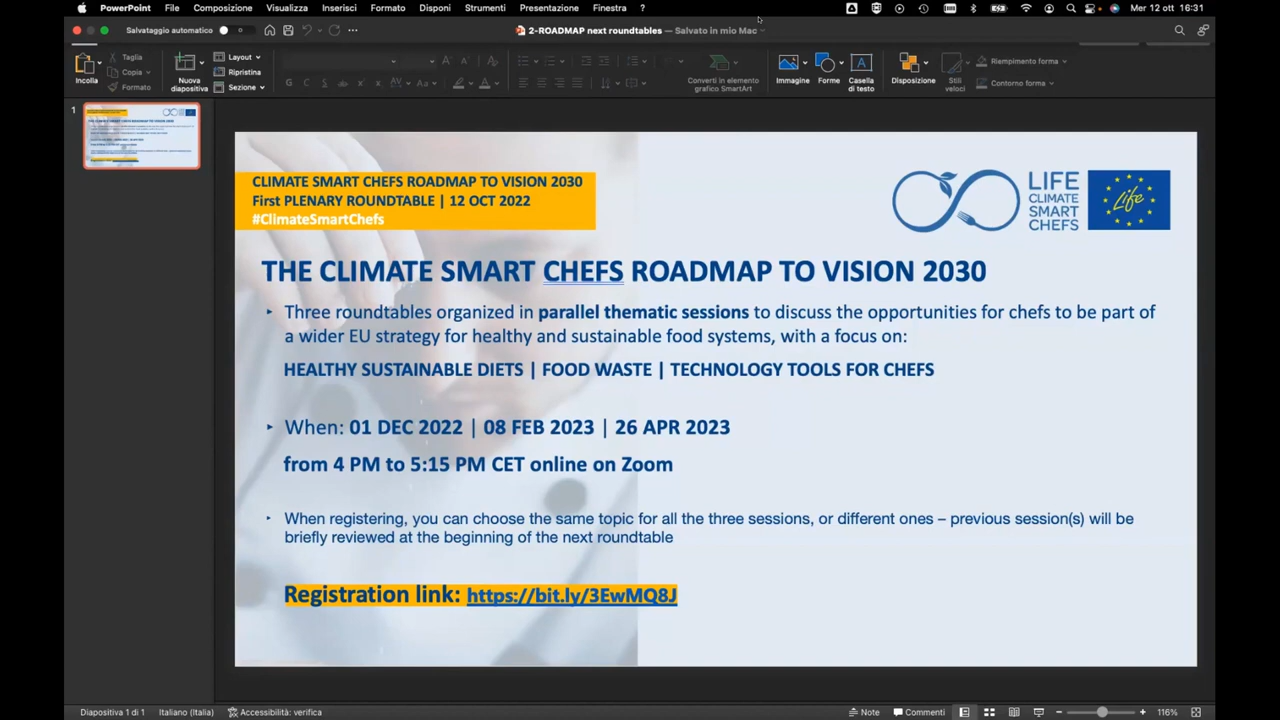 PowerPoint File Composizione Visualizza Inserisci Formato Disponi Strumenti Presentazione Finestra ? Mer 12 ott 16:31
Salvataggio automatico 2-ROADMAP next roundtables — Salvato in mio Mac
Incolla Taglia Copia Formato Nuova diapositiva Layout Ripristina Sezione Converti in elemento grafico SmartArt Immagine Forme Casella di testo Disposizione Stili veloci Riempimento forma Contorno forma
1
CLIMATE SMART CHEFS ROADMAP TO VISION 2030
First PLENARY ROUNDTABLE | 12 OCT 2022
#ClimateSmartChefs
LIFE
CLIMATE
SMART
CHEFS
Life
THE CLIMATE SMART CHEFS ROADMAP TO VISION 2030
‣ Three roundtables organized in parallel thematic sessions to discuss the opportunities for chefs to be part of
a wider EU strategy for healthy and sustainable food systems, with a focus on:
HEALTHY SUSTAINABLE DIETS | FOOD WASTE | TECHNOLOGY TOOLS FOR CHEFS
‣ When: 01 DEC 2022 | 08 FEB 2023 | 26 APR 2023
from 4 PM to 5:15 PM CET online on Zoom
‣ When registering, you can choose the same topic for all the three sessions, or different ones – previous session(s) will be
briefly reviewed at the beginning of the next roundtable
Registration link: https://bit.ly/3EwMQ8J
Diapositiva 1 di 1 Italiano (Italia) Accessibilità: verifica Note Commenti 116%